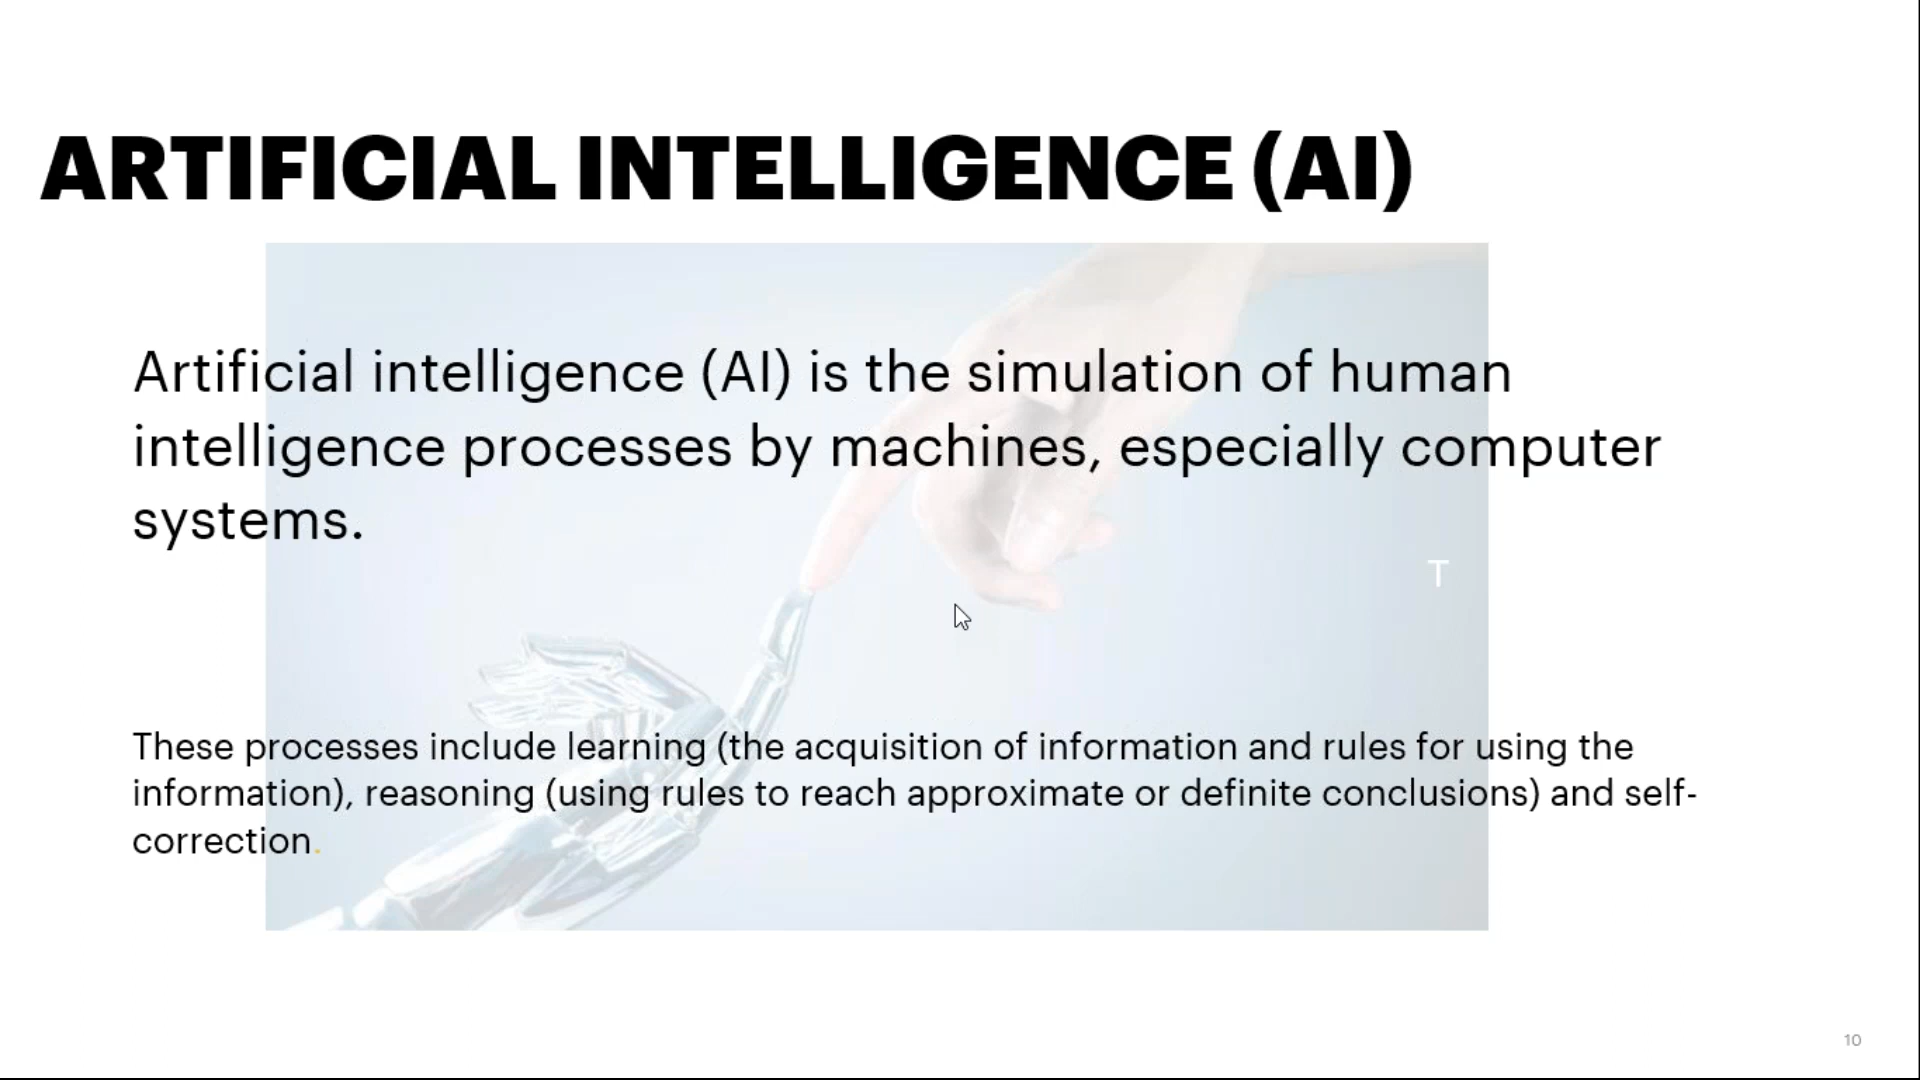 ARTIFICIAL INTELLIGENCE (AI)
Artificial intelligence (AI) is the simulation of human
intelligence processes by machines, especially computer
systems.
T
These processes include learning (the acquisition of information and rules for using the
information), reasoning (using rules to reach approximate or definite conclusions) and self-
correction.
10